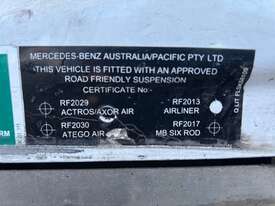 MERCEDES-BENZ AUSTRALIA/PACIFIC PTY LTD
THIS VEHICLE IS FITTED WITH AN APPROVED
ROAD FRIENDLY SUSPENSION
CERTIFICATE No:-
RF2029 RF2013
ACTROS/AXOR AIR AIRLINER
RF2030 RF2017
ATEGO AIR MB SIX ROD